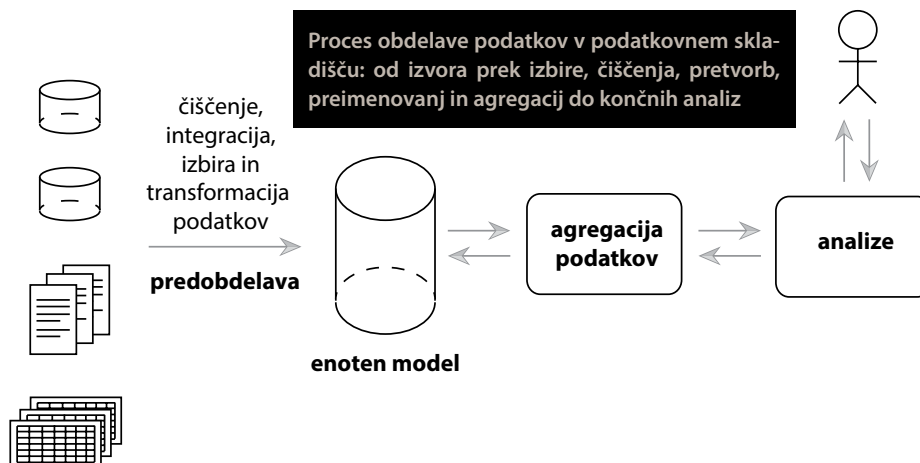 Proces obdelave podatkov v podatkovnem skla-
dišču: od izvora prek izbire, čiščenja, pretvorb,
preimenovanj in agregacij do končnih analiz
čiščenje,
integracija,
izbira in
transformacija
podatkov
predobdelava
enoten model
agregacija
podatkov
analize